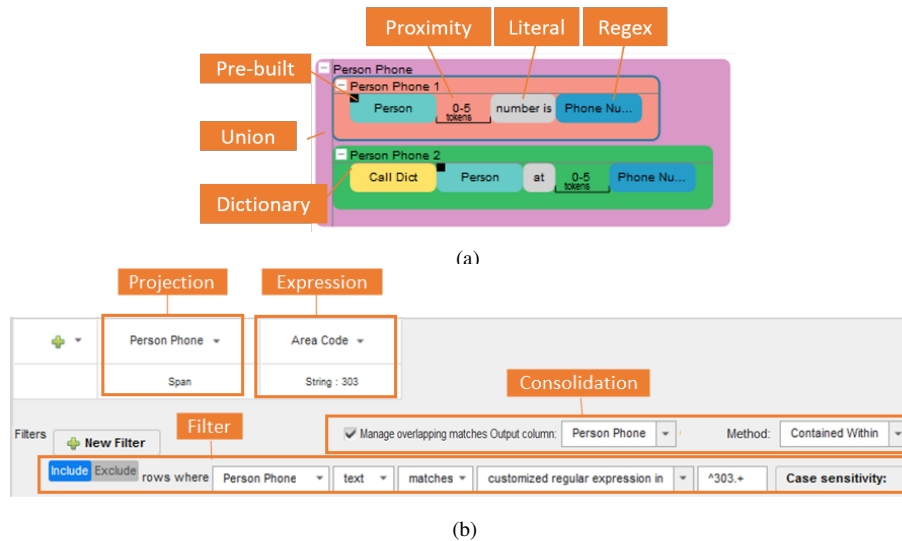 Proximity Literal Regex
Pre-built
Person Phone
Person Phone 1
Person 0-5 tokens number is Phone Nu...
Union
Person Phone 2
Call Dict Person at 0-5 tokens Phone Nu...
Dictionary
(a)
Projection Expression
Person Phone Area Code
Span String : 303
Consolidation
Filters New Filter Filter Manage overlapping matches Output column: Person Phone Method: Contained Within
Include Exclude rows where Person Phone text matches customized regular expression in ^303.+ Case sensitivity:
(b)